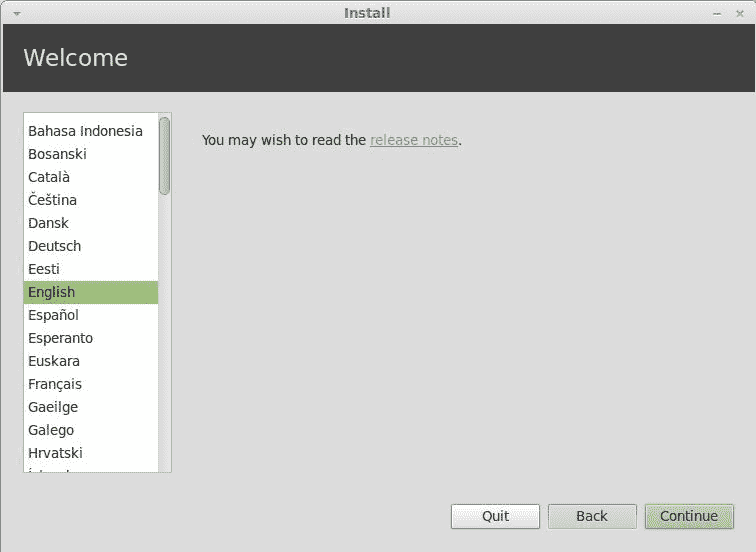 Install
Welcome
Bahasa Indonesia
Bosanski
Català
Čeština
Dansk
Deutsch
Eesti
English
Español
Esperanto
Euskara
Français
Gaeilge
Galego
Hrvatski
You may wish to read the release notes.
Quit
Back
Continue